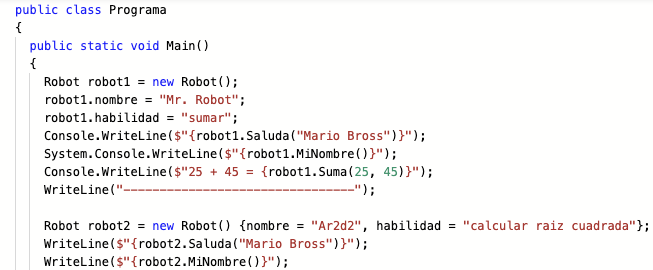 public class Programa
{
public static void Main()
{
Robot robot1 = new Robot();
robot1.nombre = "Mr. Robot";
robot1.habilidad = "sumar";
Console.WriteLine($"{robot1.Saluda("Mario Bross")}");
System.Console.WriteLine($"{robot1.MiNombre()}");
Console.WriteLine($"25 + 45 = {robot1.Suma(25, 45)}");
WriteLine("--------------------------------");
Robot robot2 = new Robot() {nombre = "Ar2d2", habilidad = "calcular raiz cuadrada"};
WriteLine($"{robot2.Saluda("Mario Bross")}");
WriteLine($"{robot2.MiNombre()}");